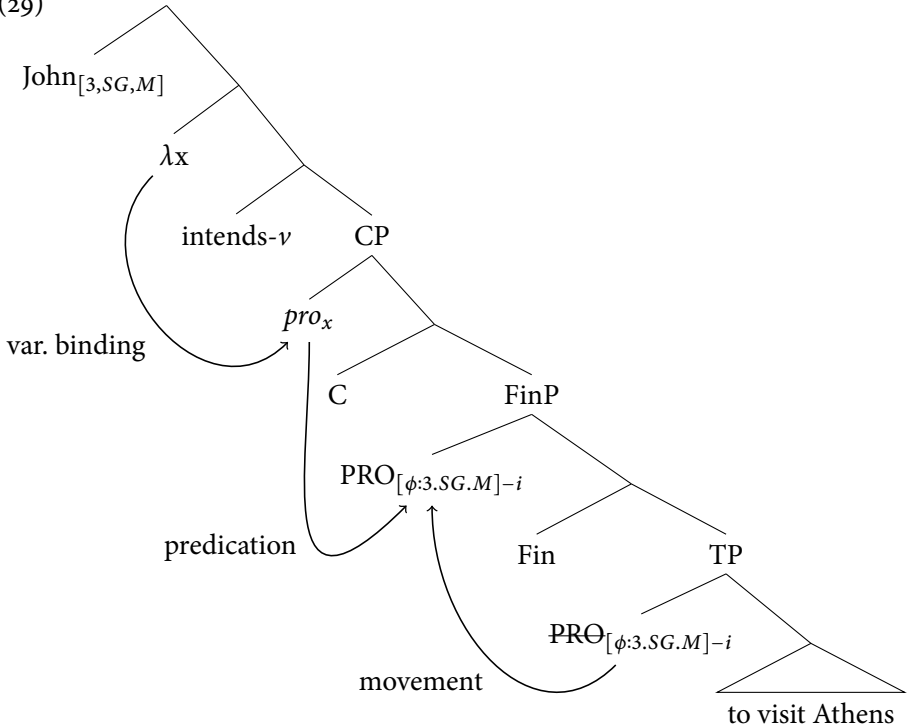 (29)
John[3,SG,M]
λx
intends-v CP
pro_x
var. binding
C FinP
PRO[ϕ:3.SG.M]–i
predication
Fin TP
PRO[ϕ:3.SG.M]–i
movement
to visit Athens